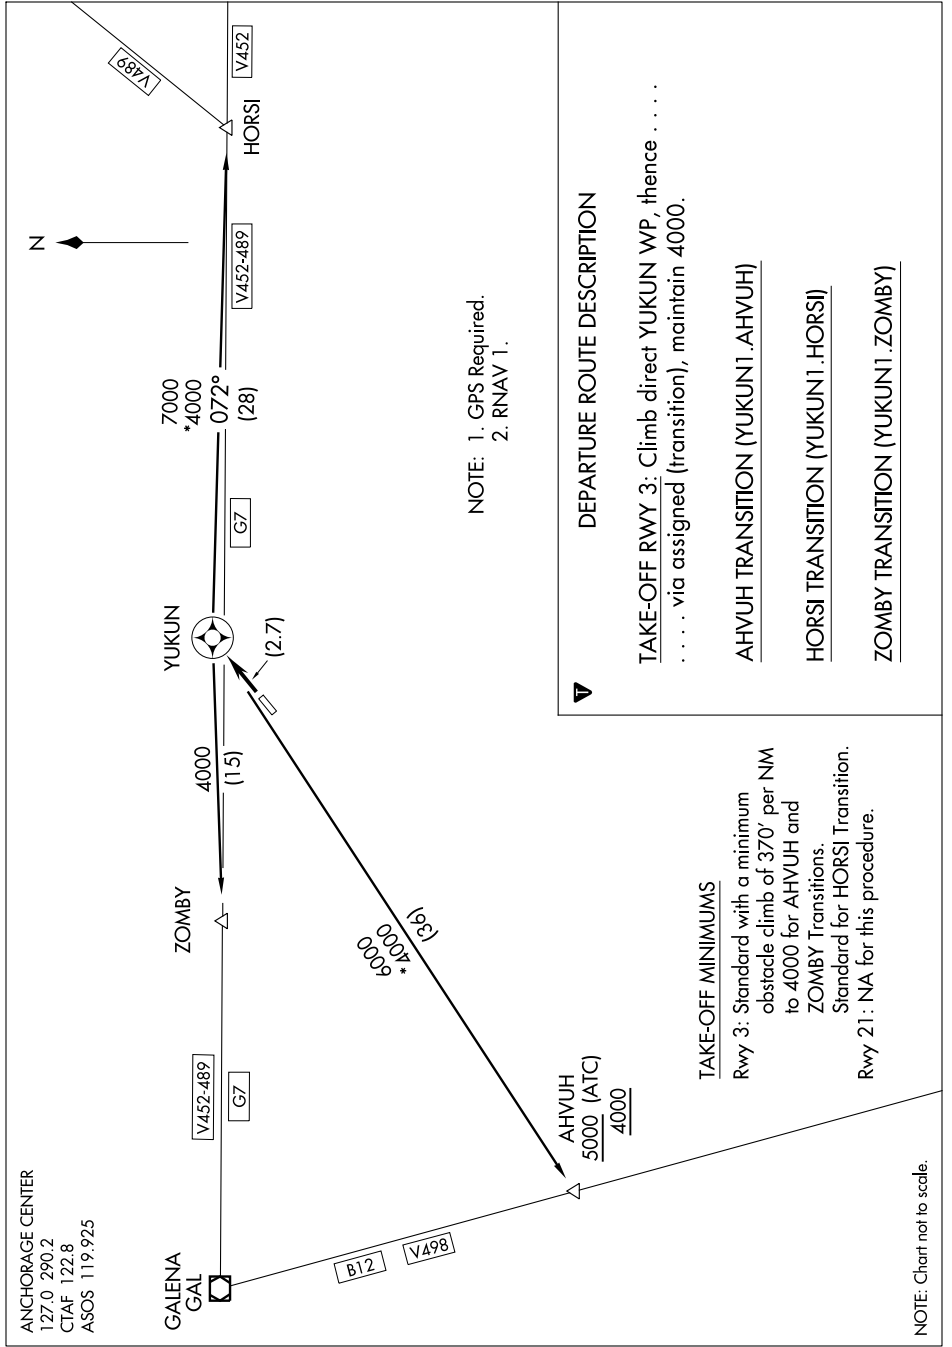 ANCHORAGE CENTER
127.0 290.2
CTAF 122.8
ASOS 119.925
GALENA
GAL
V452-489
G7
ZOMBY
4000
(15)
YUKUN
(2.7)
G7
7000
*4000
072°
(28)
V452-489
N
HORSI
V489
V452
6000
*4000
(36)
AHVUH
5000 (ATC)
4000
B12
V498
NOTE: 1. GPS Required.
2. RNAV 1.
TAKE-OFF MINIMUMS
Rwy 3: Standard with a minimum
obstacle climb of 370' per NM
to 4000 for AHVUH and
ZOMBY Transitions.
Standard for HORSI Transition.
Rwy 21: NA for this procedure.
T
DEPARTURE ROUTE DESCRIPTION
TAKE-OFF RWY 3: Climb direct YUKUN WP, thence . . . .
. . . . via assigned (transition), maintain 4000.
AHVUH TRANSITION (YUKUN1.AHVUH)
HORSI TRANSITION (YUKUN1.HORSI)
ZOMBY TRANSITION (YUKUN1.ZOMBY)
NOTE: Chart not to scale.